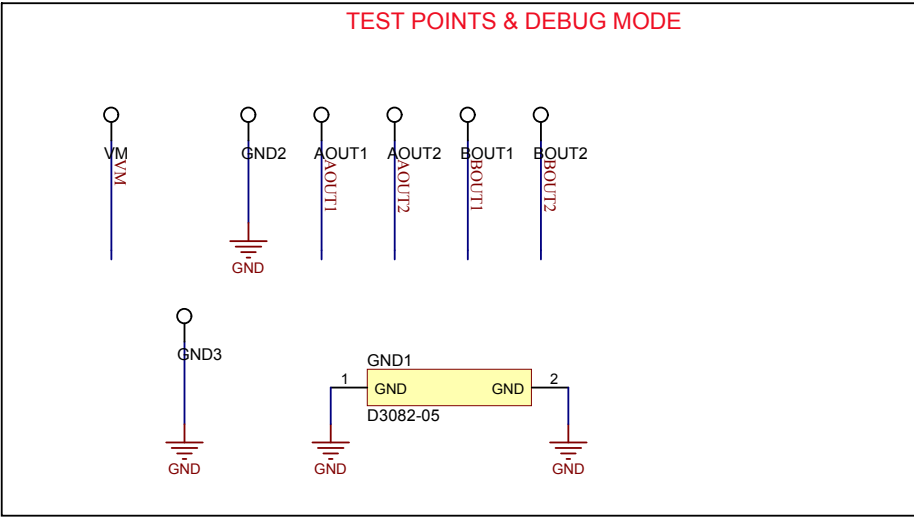 TEST POINTS & DEBUG MODE
VM
GND2
AOUT1
AOUT2
BOUT1
BOUT2
VM
AOUT1
AOUT2
BOUT1
BOUT2
GND
GND3
GND1
1
GND
GND
2
D3082-05
GND
GND
GND